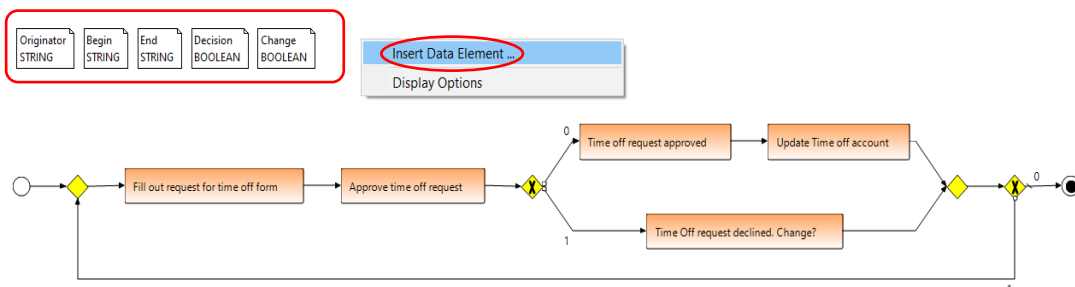 Originator
STRING
Begin
STRING
End
STRING
Decision
BOOLEAN
Change
BOOLEAN
Insert Data Element ...
Display Options
0
Time off request approved
Update Time off account
Fill out request for time off form
Approve time off request
X
X
0
1
Time Off request declined. Change?
1